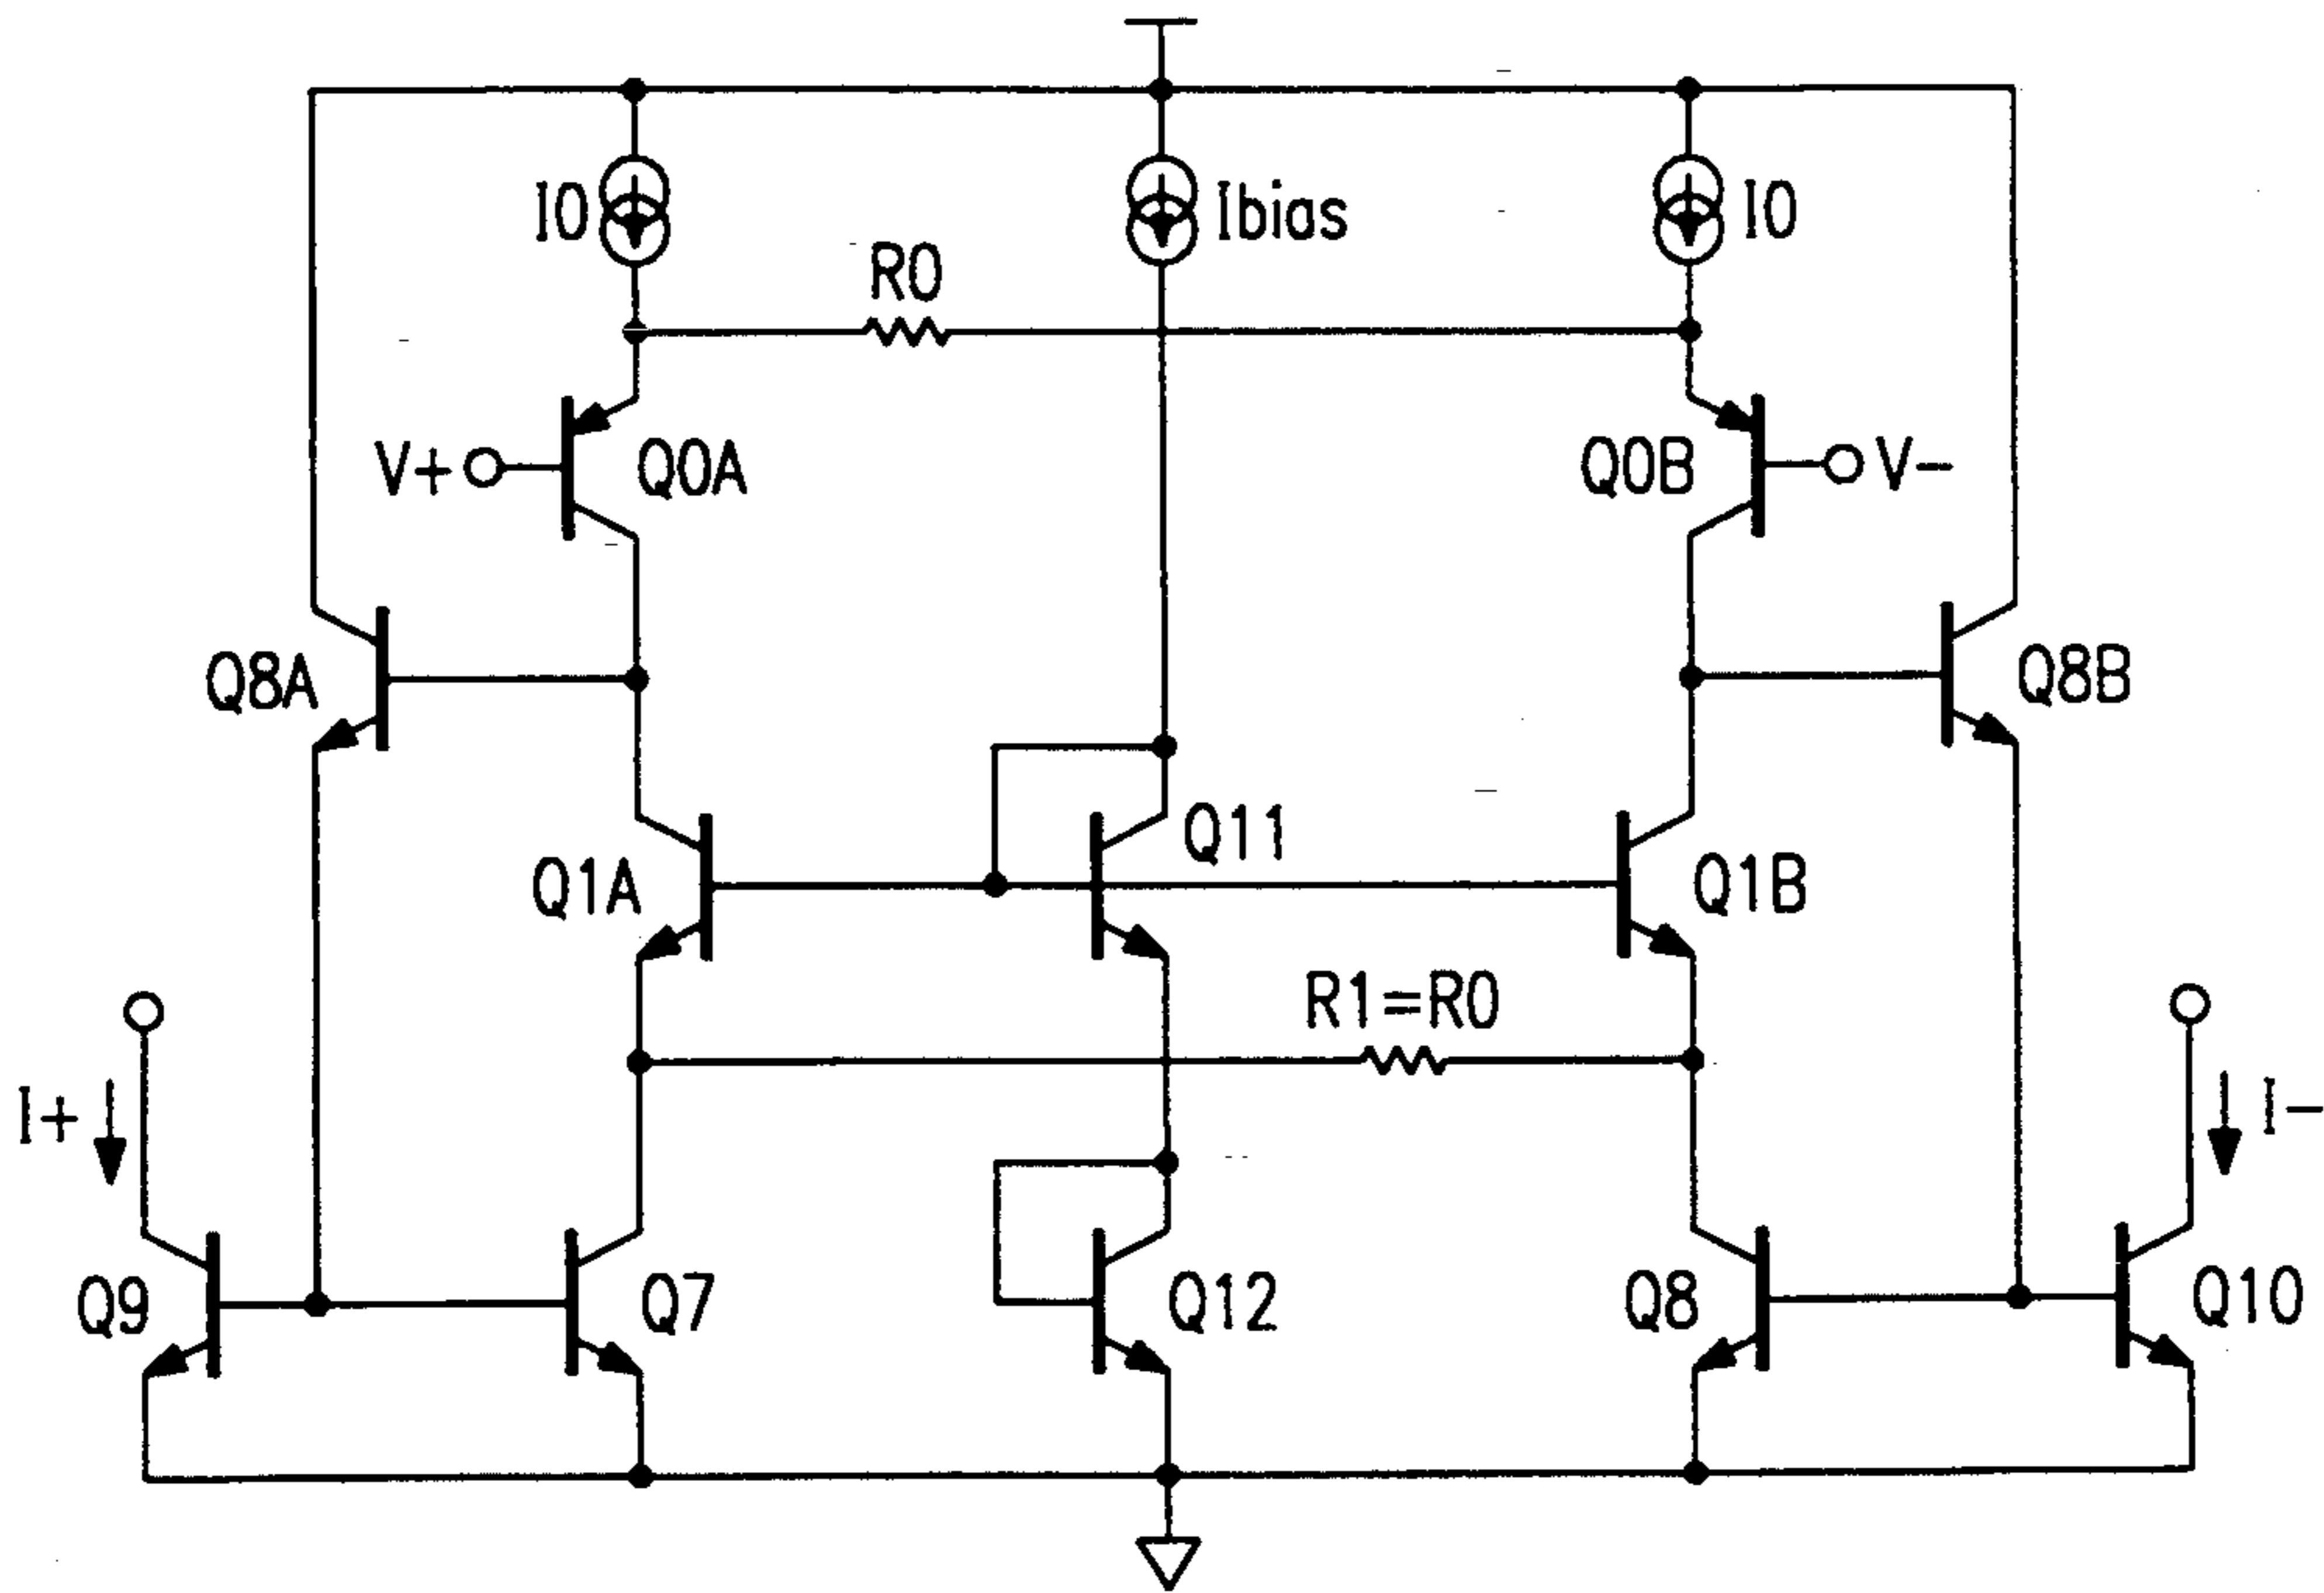 I0
Ibias
I0
R0
V+
Q0A
Q0B
V-
Q8A
Q8B
Q11
Q1A
Q1B
R1=R0
I+
I-
Q9
Q7
Q12
Q8
Q10